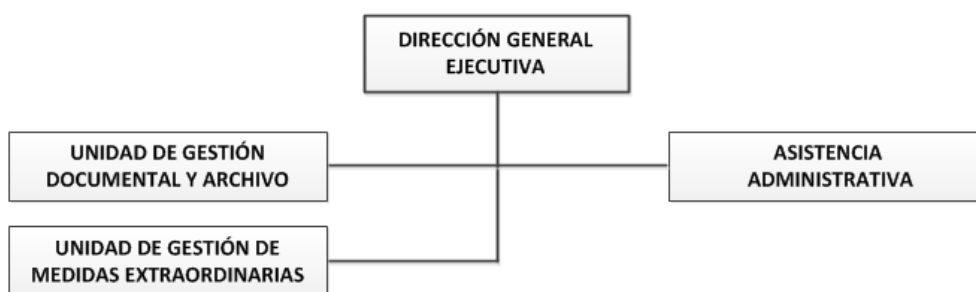 DIRECCIÓN GENERAL
EJECUTIVA
UNIDAD DE GESTIÓN
DOCUMENTAL Y ARCHIVO
ASISTENCIA
ADMINISTRATIVA
UNIDAD DE GESTIÓN DE
MEDIDAS EXTRAORDINARIAS